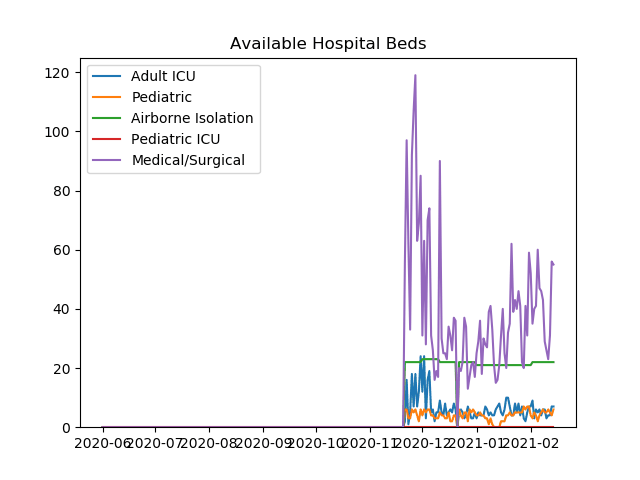 Available Hospital Beds
Adult ICU
Pediatric
Airborne Isolation
Pediatric ICU
Medical/Surgical
120
100
80
60
40
20
0
2020-06 2020-07 2020-08 2020-09 2020-10 2020-11 2020-12 2021-01 2021-02